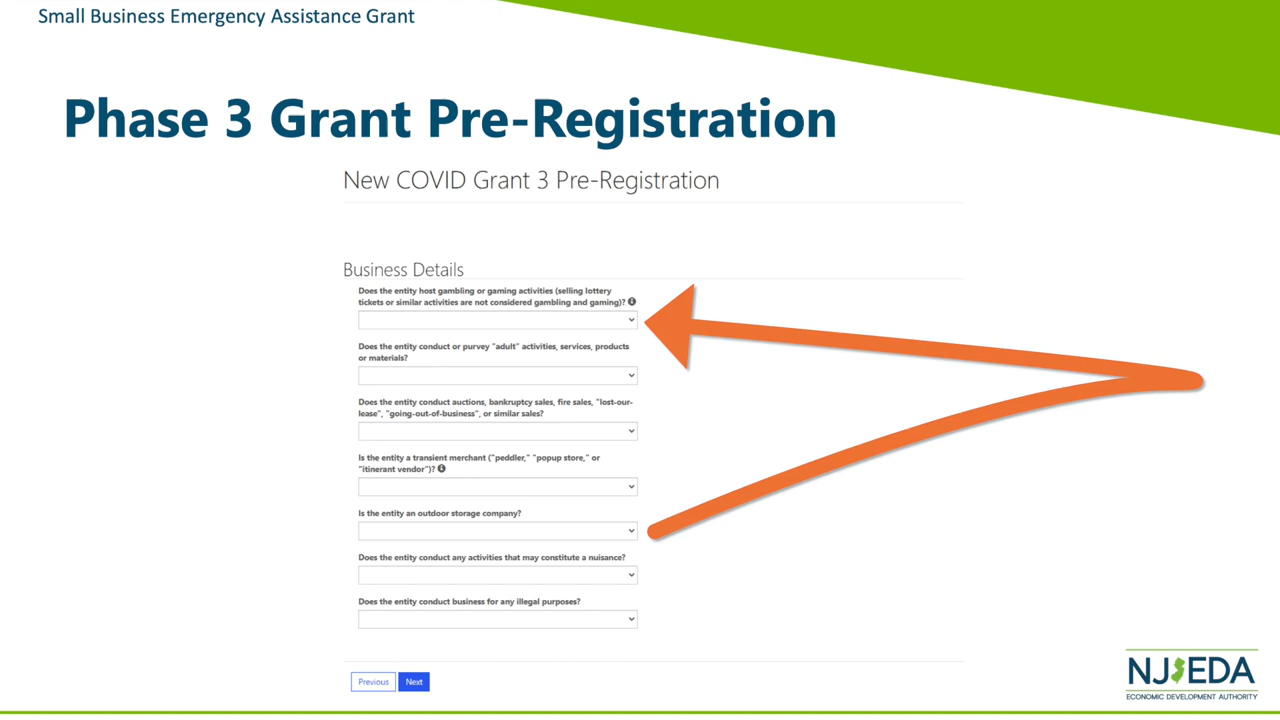 Small Business Emergency Assistance Grant
Phase 3 Grant Pre-Registration
New COVID Grant 3 Pre-Registration
Business Details
Does the entity host gambling or gaming activities (selling lottery
tickets or similar activities are not considered gambling and gaming)?
Does the entity conduct or purvey "adult" activities, services, products
or materials?
Does the entity conduct auctions, bankruptcy sales, fire sales, "lost-our-
lease", "going-out-of-business", or similar sales?
Is the entity a transient merchant ("peddler," "popup store," or
"itinerant vendor")?
Is the entity an outdoor storage company?
Does the entity conduct any activities that may constitute a nuisance?
Does the entity conduct business for any illegal purposes?
Previous Next
NJEDA
ECONOMIC DEVELOPMENT AUTHORITY